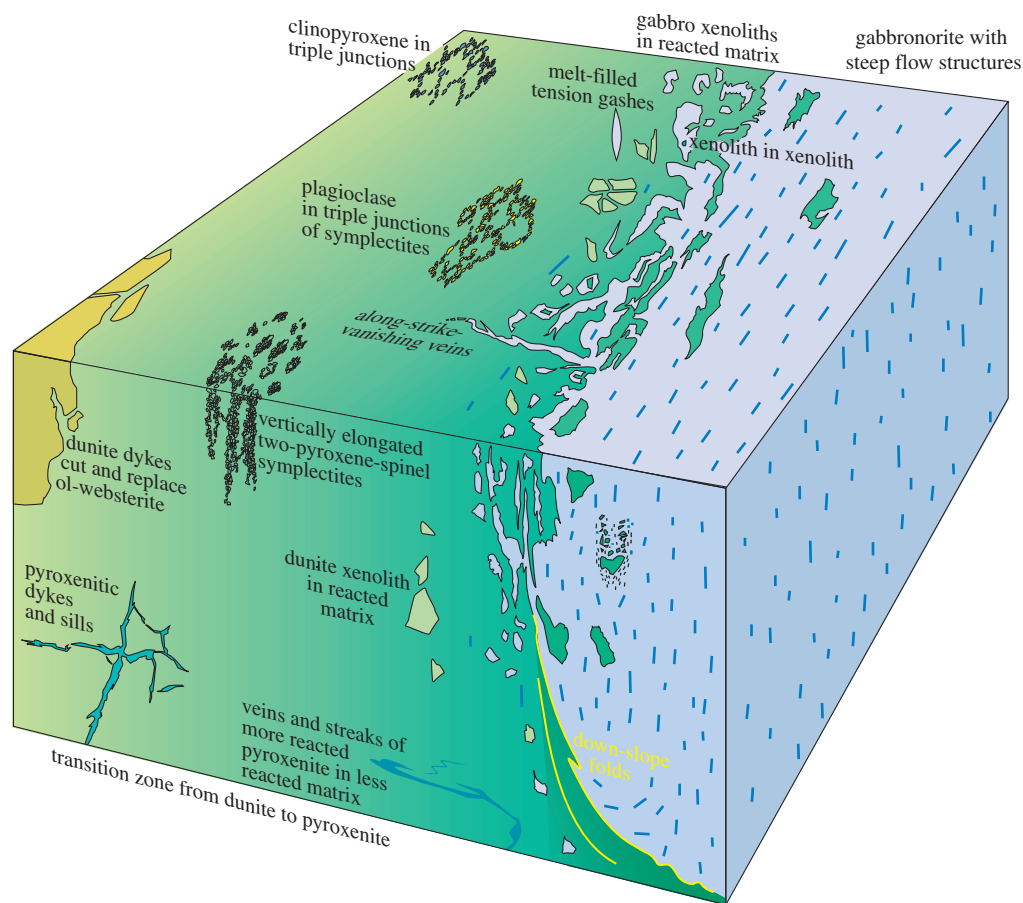 clinopyroxene in
triple junctions
gabbro xenoliths
in reacted matrix
gabbronorite with
steep flow structures
melt-filled
tension gashes
xenolith in xenolith
plagioclase
in triple junctions
of symplectites
along-strike-
vanishing veins
vertically elongated
two-pyroxene-spinel
symplectites
dunite dykes
cut and replace
ol-websterite
dunite xenolith
in reacted
matrix
pyroxenitic
dykes
and sills
veins and streaks of
more reacted
pyroxenite in less
reacted matrix
down-slope
folds
transition zone from dunite to pyroxenite